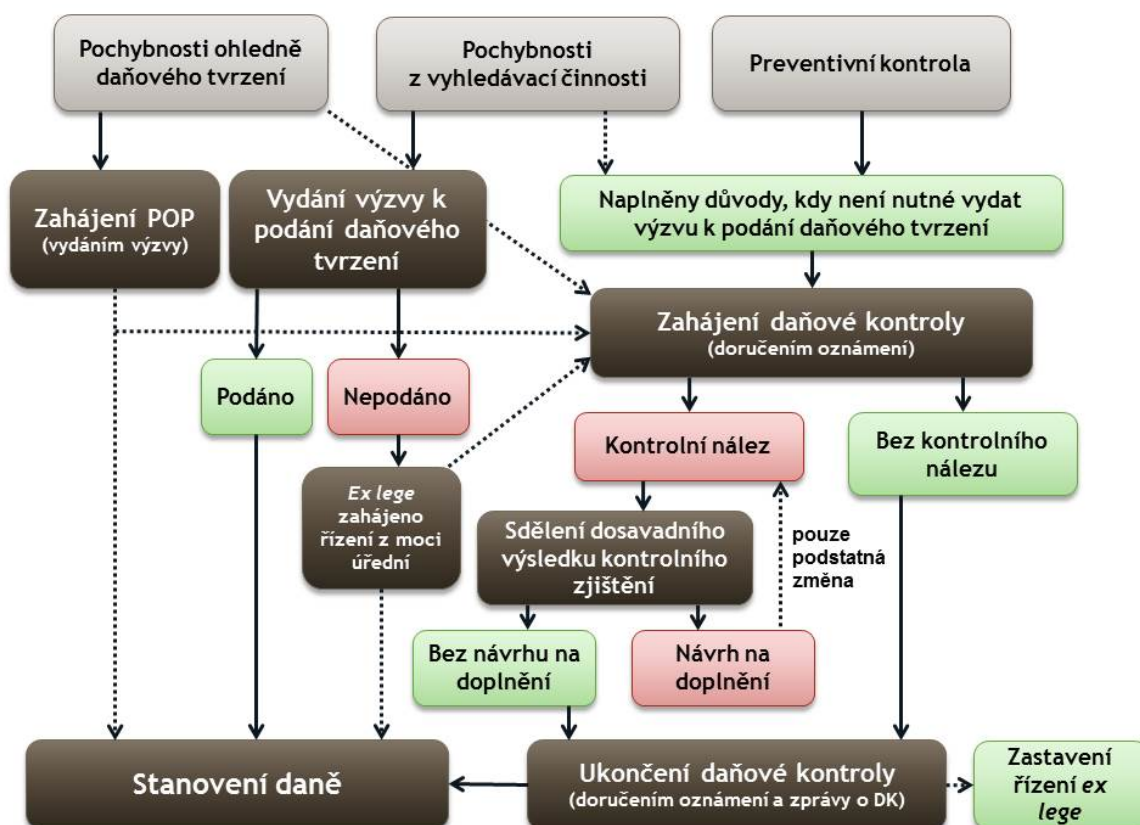 Pochybnosti ohledně
daňového tvrzení
Pochybnosti
z vyhledávací činnosti
Preventivní kontrola
Zahájení POP
(vydáním výzvy)
Vydání výzvy k
podání daňového
tvrzení
Naplněny důvody, kdy není nutné vydat
výzvu k podání daňového tvrzení
Zahájení daňové kontroly
(doručením oznámení)
Podáno
Nepodáno
Kontrolní nález
Bez kontrolního
nálezu
Ex lege
zahájeno
řízení z moci
úřední
Sdělení dosavadního
výsledku kontrolního
zjištění
pouze
podstatná
změna
Bez návrhu na
doplnění
Návrh na
doplnění
Stanovení daně
Ukončení daňové kontroly
(doručením oznámení a zprávy o DK)
Zastavení
řízení ex
lege